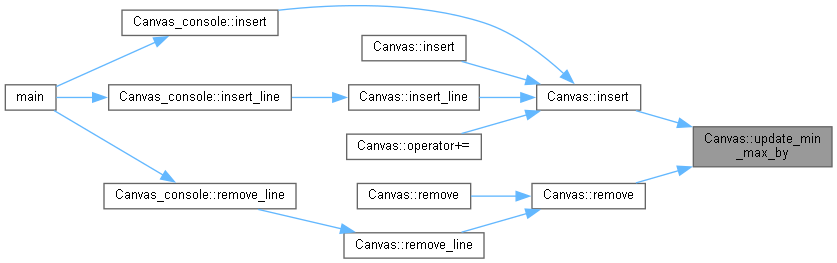 Canvas_console::insert
Canvas::insert
main
Canvas_console::insert_line
Canvas::insert_line
Canvas::insert
Canvas::update_min
_max_by
Canvas::operator+=
Canvas_console::remove_line
Canvas::remove
Canvas::remove
Canvas::remove_line